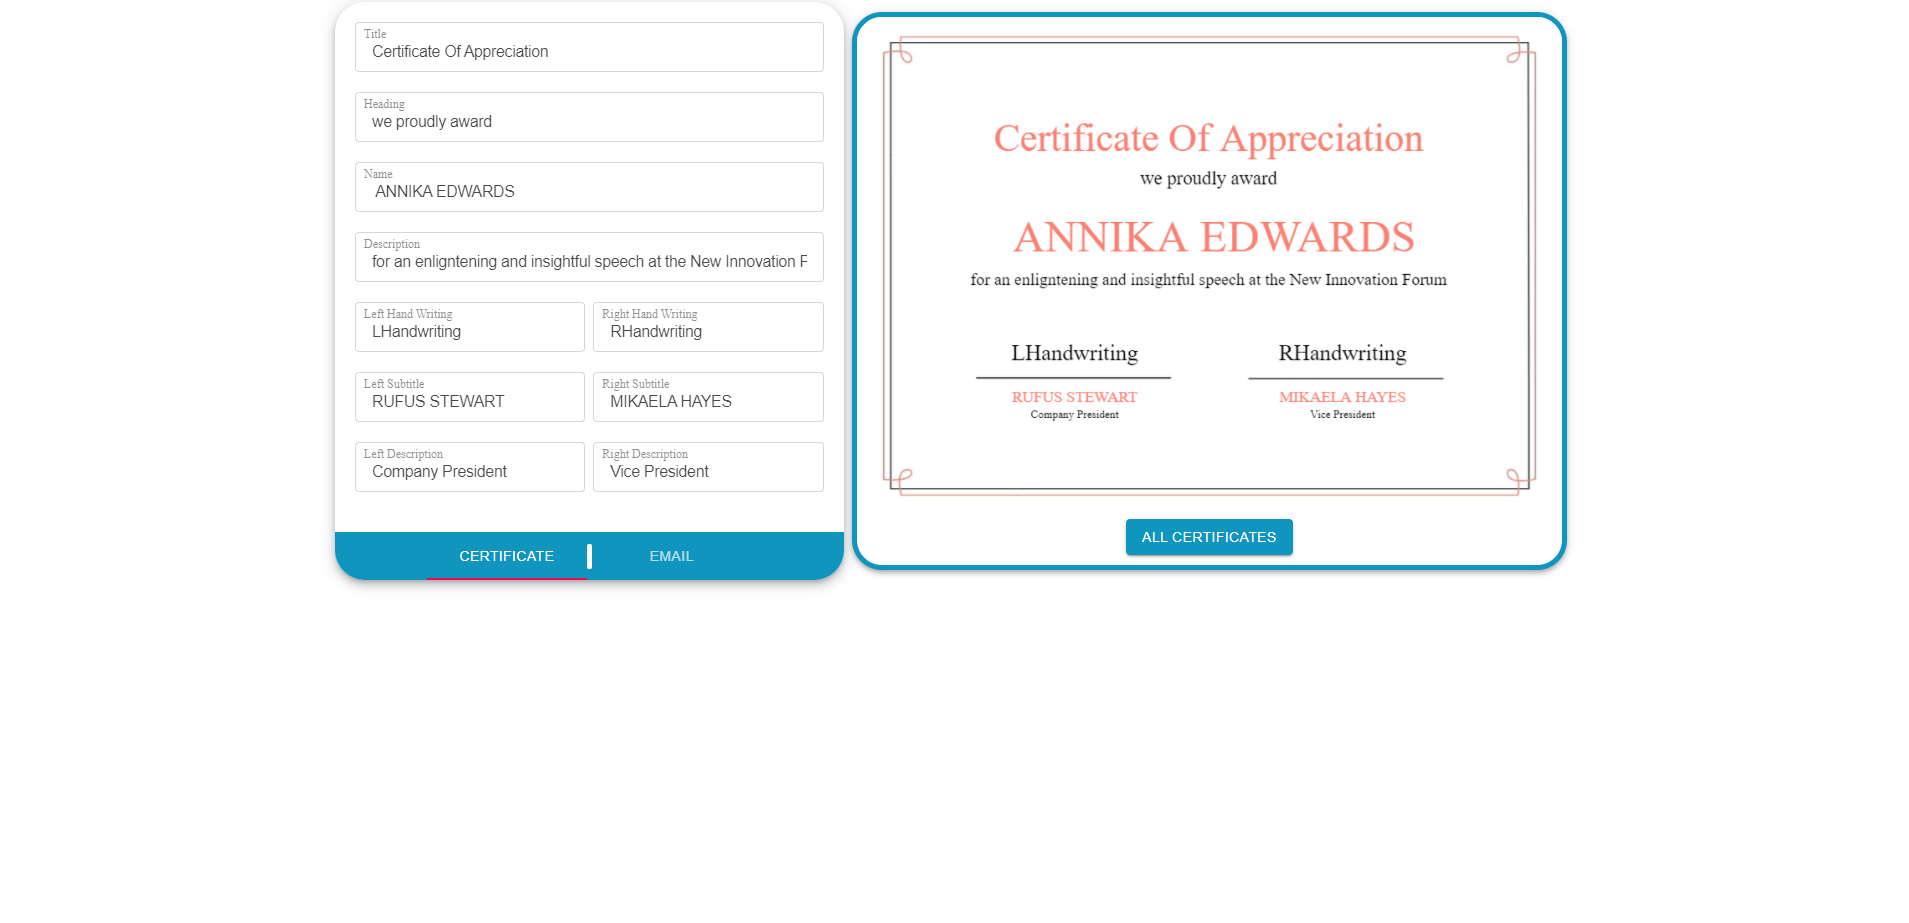 Title
Certificate Of Appreciation
Heading
we proudly award
Name
ANNIKA EDWARDS
Description
for an enligntening and insightful speech at the New Innovation F
Left Hand Writing
LHandwriting
Right Hand Writing
RHandwriting
Left Subtitle
RUFUS STEWART
Right Subtitle
MIKAELA HAYES
Left Description
Company President
Right Description
Vice President
CERTIFICATE
EMAIL
Certificate Of Appreciation
we proudly award
ANNIKA EDWARDS
for an enligntening and insightful speech at the New Innovation Forum
LHandwriting
RHandwriting
RUFUS STEWART
MIKAELA HAYES
Company President
Vice President
ALL CERTIFICATES